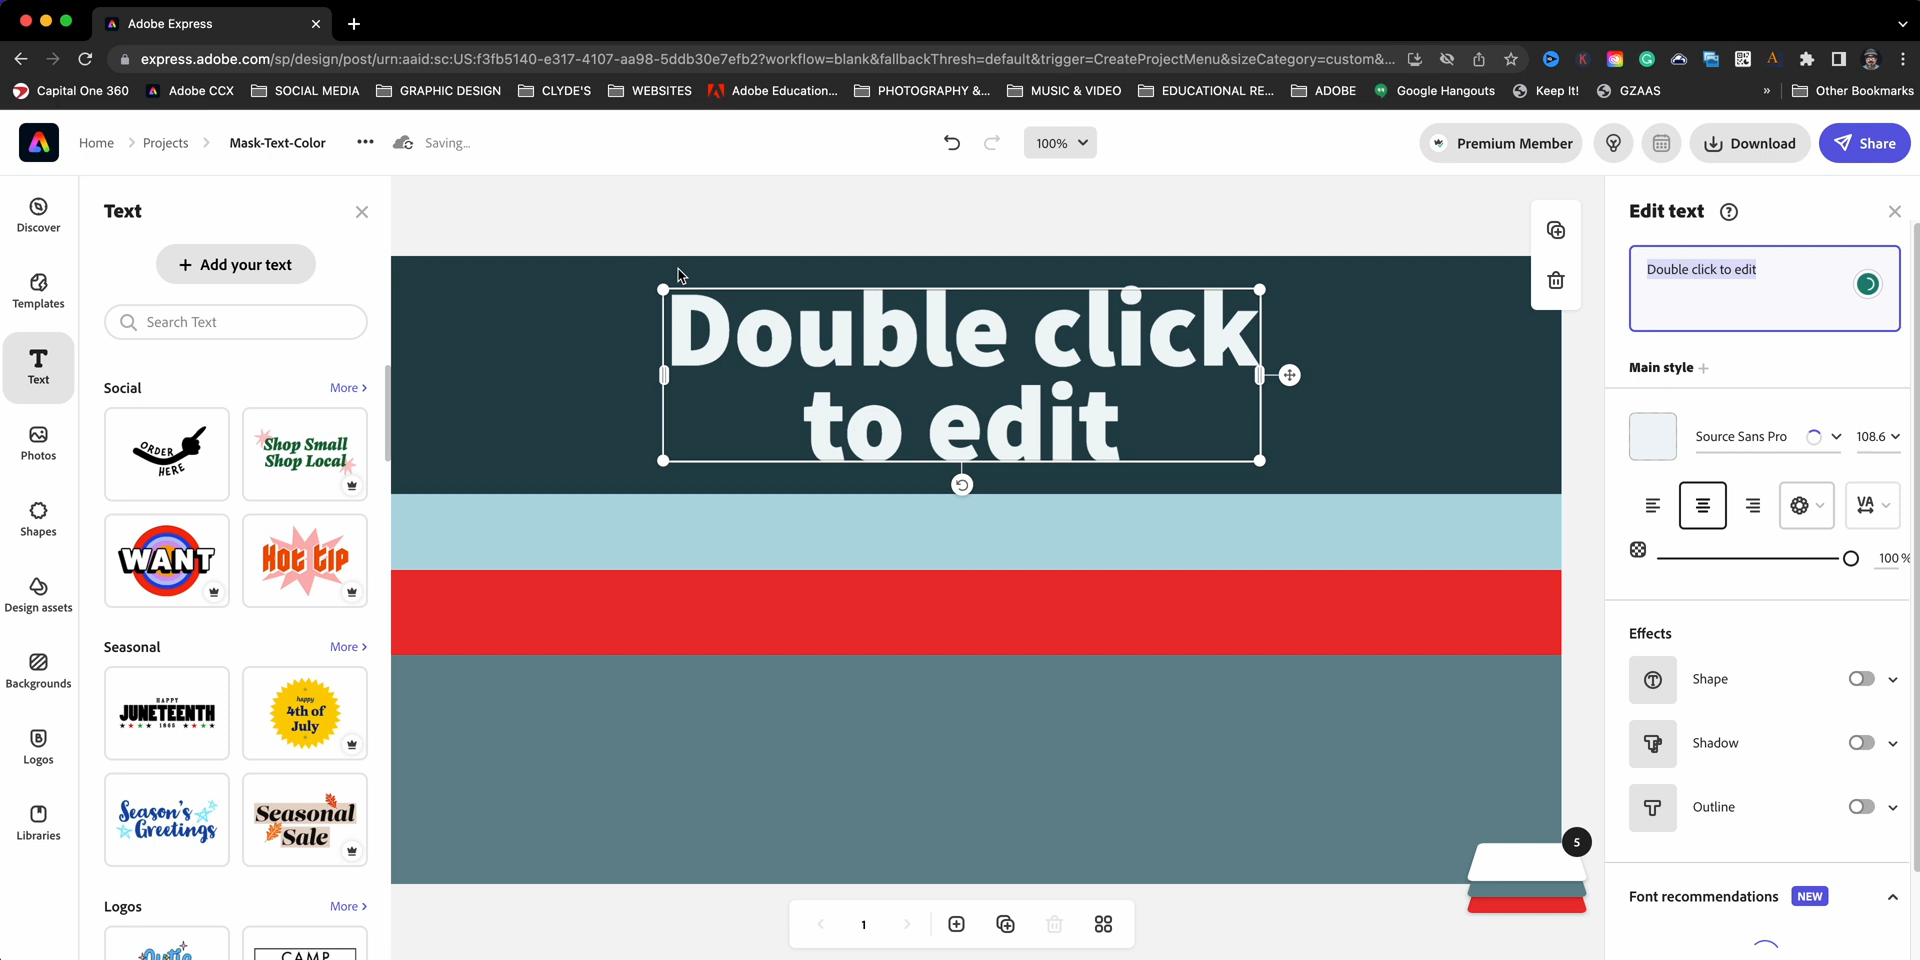 Adobe Express
express.adobe.com/sp/design/post/urn:aaid:sc:US:f3fb5140-e317-4107-aa98-5ddb30e7efb2?workflow=blank&fallbackThresh=default&trigger=CreateProjectMenu&sizeCategory=custom&...
Capital One 360 Adobe CCX SOCIAL MEDIA GRAPHIC DESIGN CLYDE'S WEBSITES Adobe Education... PHOTOGRAPHY &... MUSIC & VIDEO EDUCATIONAL RE... ADOBE Google Hangouts Keep It! GZAAS » Other Bookmarks
Home Projects Mask-Text-Color ... Saving... 100% Premium Member Download Share
Discover
Templates
Text
Photos
Shapes
Design assets
Backgrounds
Logos
Libraries
Text
+ Add your text
Search Text
Social More
ORDER
HERE
Shop Small
Shop Local
WANT
Hot tip
Seasonal More
HAPPY
JUNETEENTH
1865
happy
4th of
July
Season's
Greetings
Seasonal
Sale
Logos More
CAMP
Double click
to edit
5
1
Edit text
Double click to edit
Main style +
Source Sans Pro 108.6
VA
100 %
Effects
Shape
Shadow
Outline
Font recommendations NEW